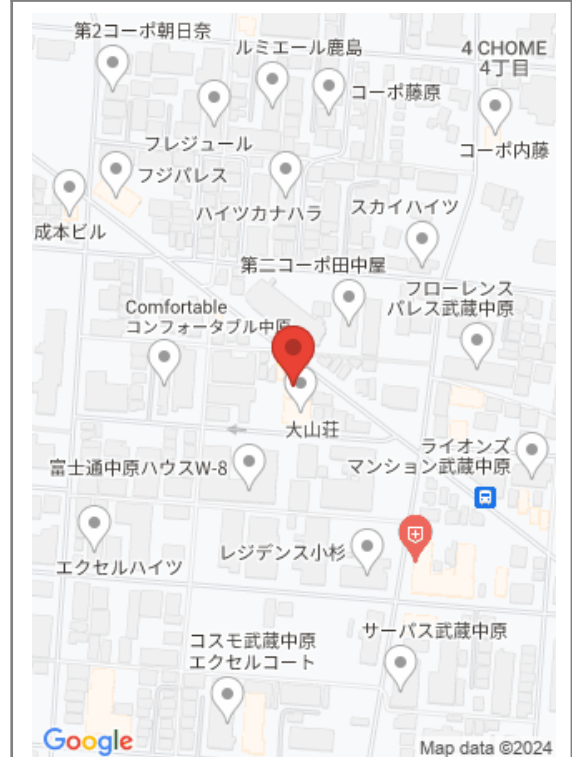 第2コーポ朝日奈
ルミエール鹿島
4 CHOME
4丁目
コーポ藤原
フレジュール
コーポ内藤
フジパレス
ハイツカナハラ
スカイハイツ
成本ビル
第二コーポ田中屋
フローレンス
パレス武蔵中原
Comfortable
コンフォータブル中原
大山荘
ライオンズ
マンション武蔵中原
富士通中原ハウスW-8
レジデンス小杉
エクセルハイツ
サーパス武蔵中原
コスモ武蔵中原
エクセルコート
Google
Map data ©2024